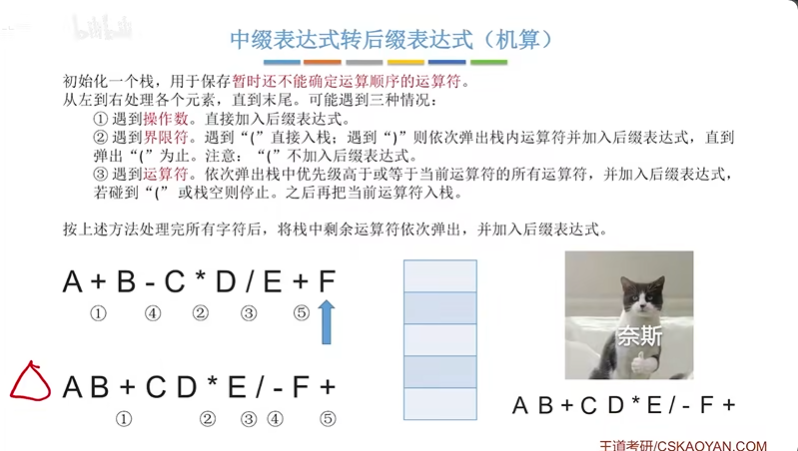 bilibili
中缀表达式转后缀表达式（机算）
初始化一个栈，用于保存暂时还不能确定运算顺序的运算符。
从左到右处理各个元素，直到末尾。可能遇到三种情况：
① 遇到操作数。直接加入后缀表达式。
② 遇到界限符。遇到“(”直接入栈；遇到“)”则依次弹出栈内运算符并加入后缀表达式，直到
弹出“(”为止。注意：“(”不加入后缀表达式。
③ 遇到运算符。依次弹出栈中优先级高于或等于当前运算符的所有运算符，并加入后缀表达式，
若碰到“(” 或栈空则停止。之后再把当前运算符入栈。
按上述方法处理完所有字符后，将栈中剩余运算符依次弹出，并加入后缀表达式。
A + B - C * D / E + F
① ④ ② ③ ⑤
奈斯
A B + C D * E / - F +
① ② ③ ④ ⑤
A B + C D * E / - F +
王道考研/CSKAOYAN.COM